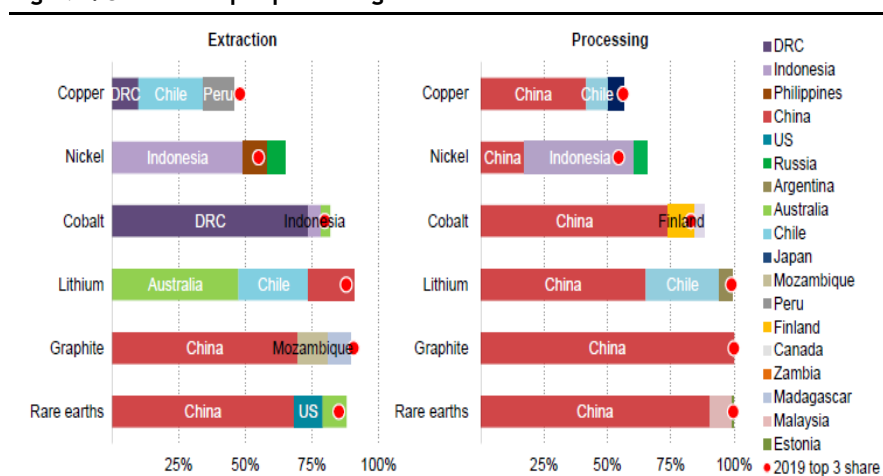 Extraction
Processing
Copper
DRC
Chile
Peru
Nickel
Indonesia
Cobalt
DRC
Indonesia
Lithium
Australia
Chile
Graphite
China
Mozambique
Rare earths
China
US
25%
50%
75%
100%
Copper
China
Chile
Nickel
China
Indonesia
Cobalt
China
Finland
Lithium
China
Chile
Graphite
China
Rare earths
China
25%
50%
75%
100%
DRC
Indonesia
Philippines
China
US
Russia
Argentina
Australia
Chile
Japan
Mozambique
Peru
Finland
Canada
Zambia
Madagascar
Malaysia
Estonia
2019 top 3 share